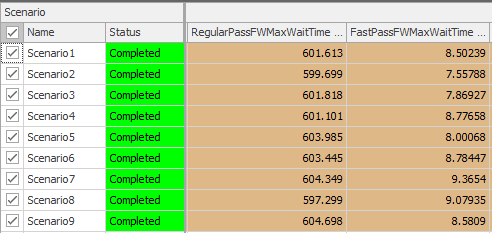 Scenario
Name Status RegularPassFWMaxWaitTime ... FastPassFWMaxWaitTime ...
Scenario1 Completed 601.613 8.50239
Scenario2 Completed 599.699 7.55788
Scenario3 Completed 601.818 7.86927
Scenario4 Completed 601.101 8.77658
Scenario5 Completed 603.985 8.00068
Scenario6 Completed 603.445 8.78447
Scenario7 Completed 604.349 9.3654
Scenario8 Completed 597.299 9.07935
Scenario9 Completed 604.698 8.5809